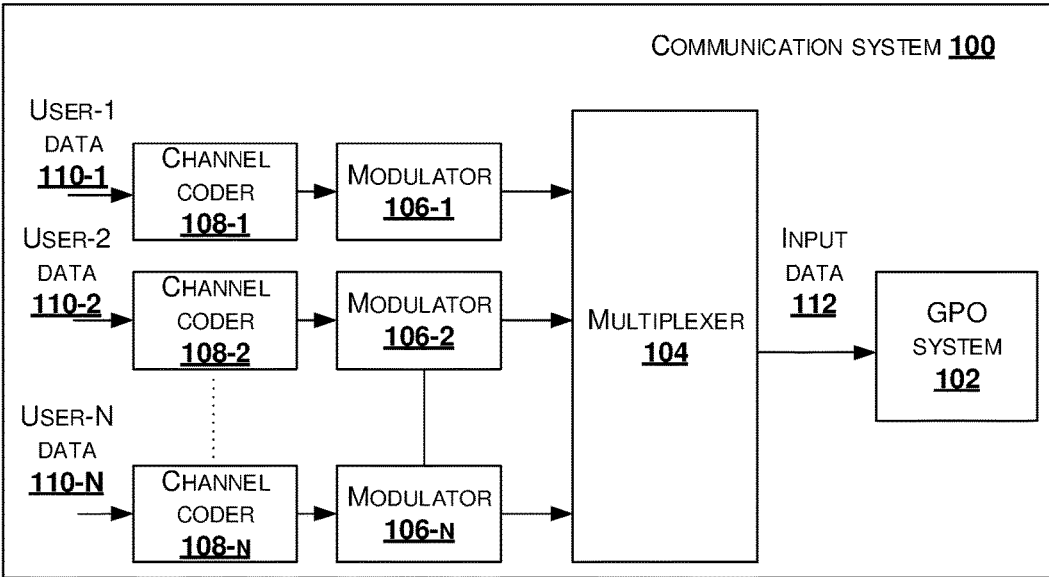 COMMUNICATION SYSTEM 100
USER-1
DATA
110-1
CHANNEL
CODER
108-1
MODULATOR
106-1
USER-2
DATA
110-2
CHANNEL
CODER
108-2
MODULATOR
106-2
USER-N
DATA
110-N
CHANNEL
CODER
108-N
MODULATOR
106-N
MULTIPLEXER
104
INPUT
DATA
112
GPO
SYSTEM
102